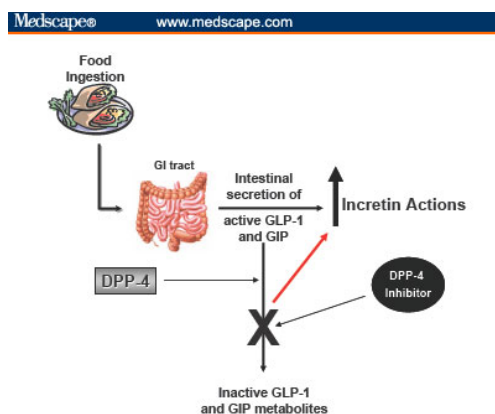 Medscape® www.medscape.com
Food
Ingestion
GI tract
Intestinal
secretion of
active GLP-1
and GIP
Incretin Actions
DPP-4
DPP-4
Inhibitor
X
Inactive GLP-1
and GIP metabolites